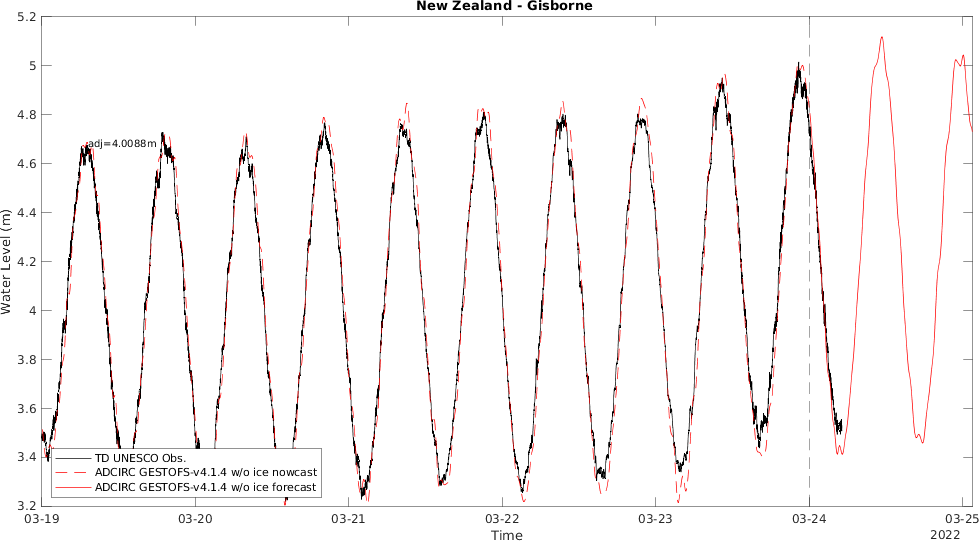 New Zealand - Gisborne
5.2
5
4.8
4.6
4.4
4.2
4
3.8
3.6
3.4
3.2
Water Level (m)
adj=4.0088m
TD UNESCO Obs.
ADCIRC GESTOFS-v4.1.4 w/o ice nowcast
ADCIRC GESTOFS-v4.1.4 w/o ice forecast
03-19 03-20 03-21 03-22 03-23 03-24 03-25
Time
2022